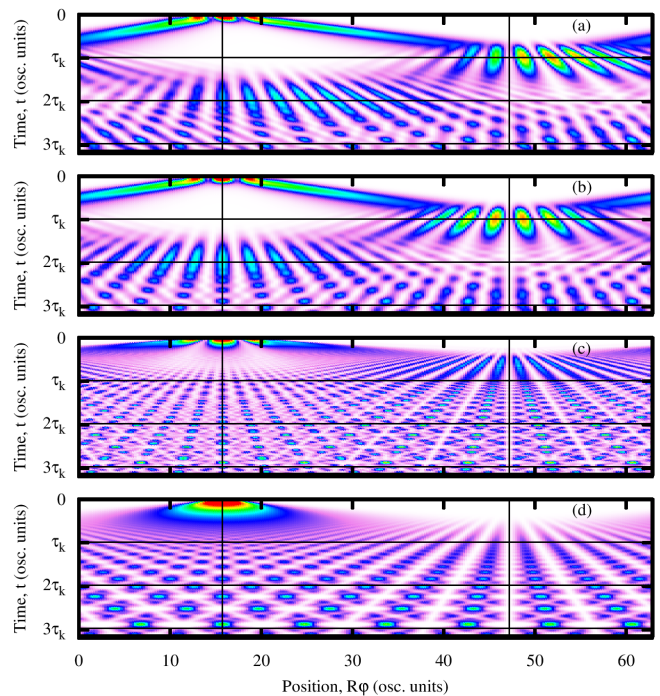 0
(a)
τk
2τk
3τk
Time, t (osc. units)
0
(b)
τk
2τk
3τk
Time, t (osc. units)
0
(c)
τk
2τk
3τk
Time, t (osc. units)
0
(d)
τk
2τk
3τk
Time, t (osc. units)
0 10 20 30 40 50 60
Position, Rφ (osc. units)